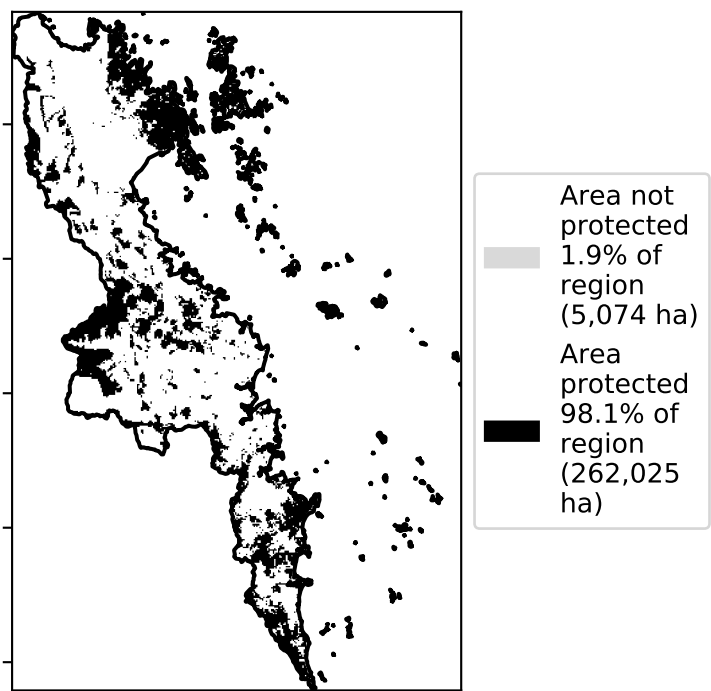 Area not
protected
1.9% of
region
(5,074 ha)
Area
protected
98.1% of
region
(262,025
ha)